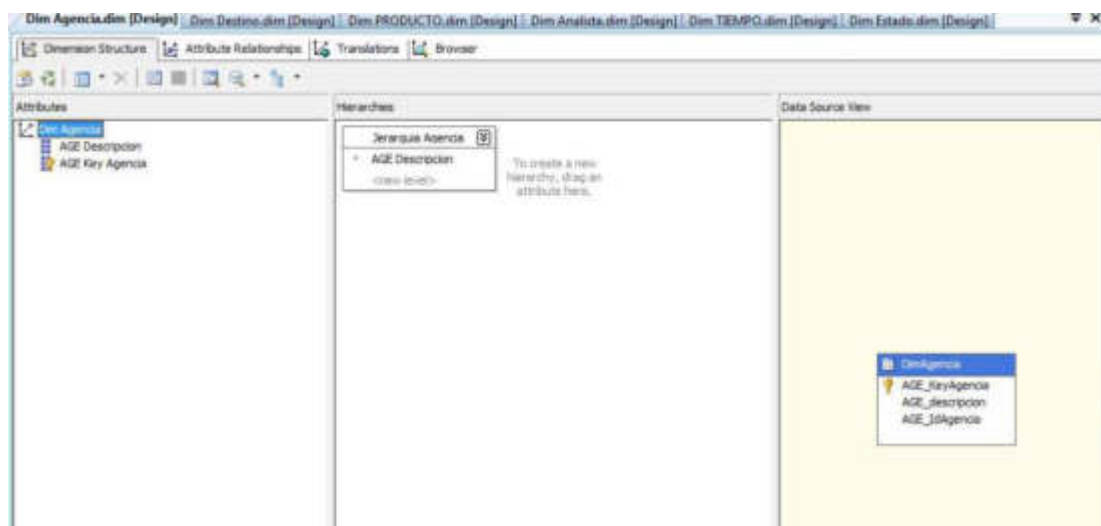 Dim Agencia.dim [Design] Dim Destino.dim [Design] Dim PRODUCTO.dim [Design] Dim Analista.dim [Design] Dim TIEMPO.dim [Design] Dim Estado.dim [Design]
Dimension Structure Attribute Relationships Translations Browser
Attributes
Dim Agencia
AGE Descripcion
AGE Key Agencia
Hierarchies
Jerarquia Agencia
AGE Descripcion
<new level>
To create a new
hierarchy, drag an
attribute here.
Data Source View
DimAgencia
AGE_KeyAgencia
AGE_descripcion
AGE_IdAgencia